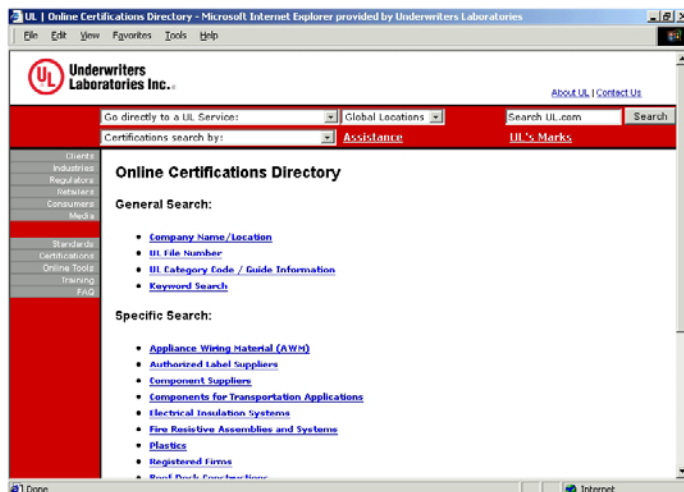 UL | Online Certifications Directory - Microsoft Internet Explorer provided by Underwriters Laboratories
File Edit View Favorites Tools Help
UL Underwriters
Laboratories Inc.
About UL | Contact Us
Go directly to a UL Service: Global Locations Search UL.com Search
Certifications search by: Assistance UL's Marks
Clients
Industries
Regulators
Retailers
Consumers
Media
Standards
Certifications
Online Tools
Training
FAQ
Online Certifications Directory
General Search:
• Company Name/Location
• UL File Number
• UL Category Code / Guide Information
• Keyword Search
Specific Search:
• Appliance Wiring Material (AWM)
• Authorized Label Suppliers
• Component Suppliers
• Components for Transportation Applications
• Electrical Insulation Systems
• Fire Resistive Assemblies and Systems
• Plastics
• Registered Firms
• Roof Deck Constructions
Done Internet